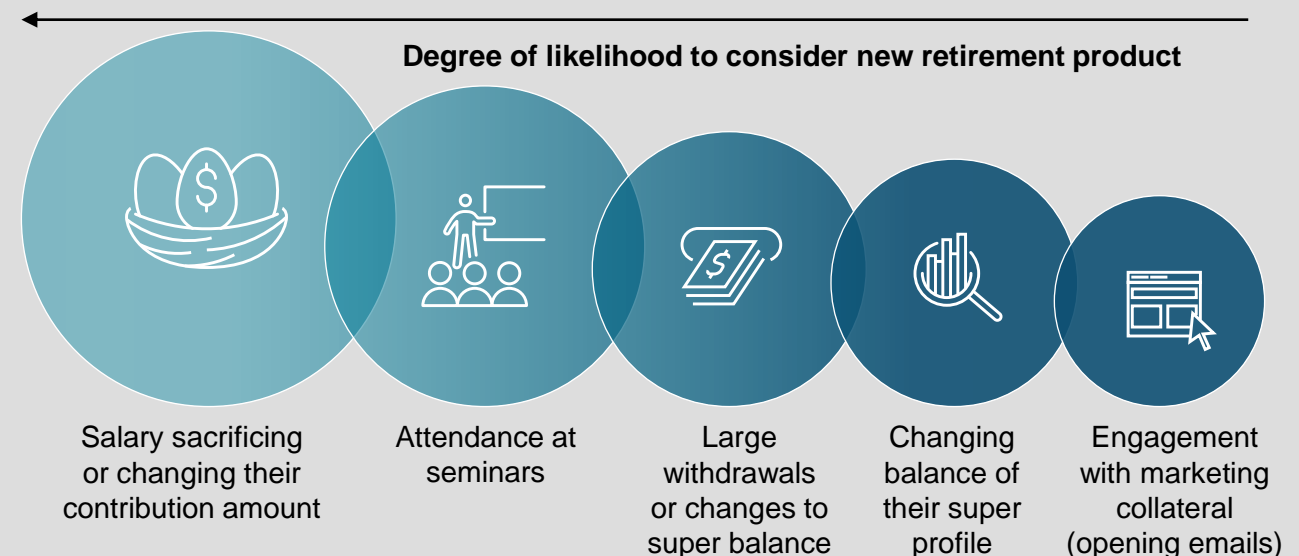 Degree of likelihood to consider new retirement product
$
$
Salary sacrificing
or changing their
contribution amount
Attendance at
seminars
Large
withdrawals
or changes to
super balance
Changing
balance of
their super
profile
Engagement
with marketing
collateral
(opening emails)